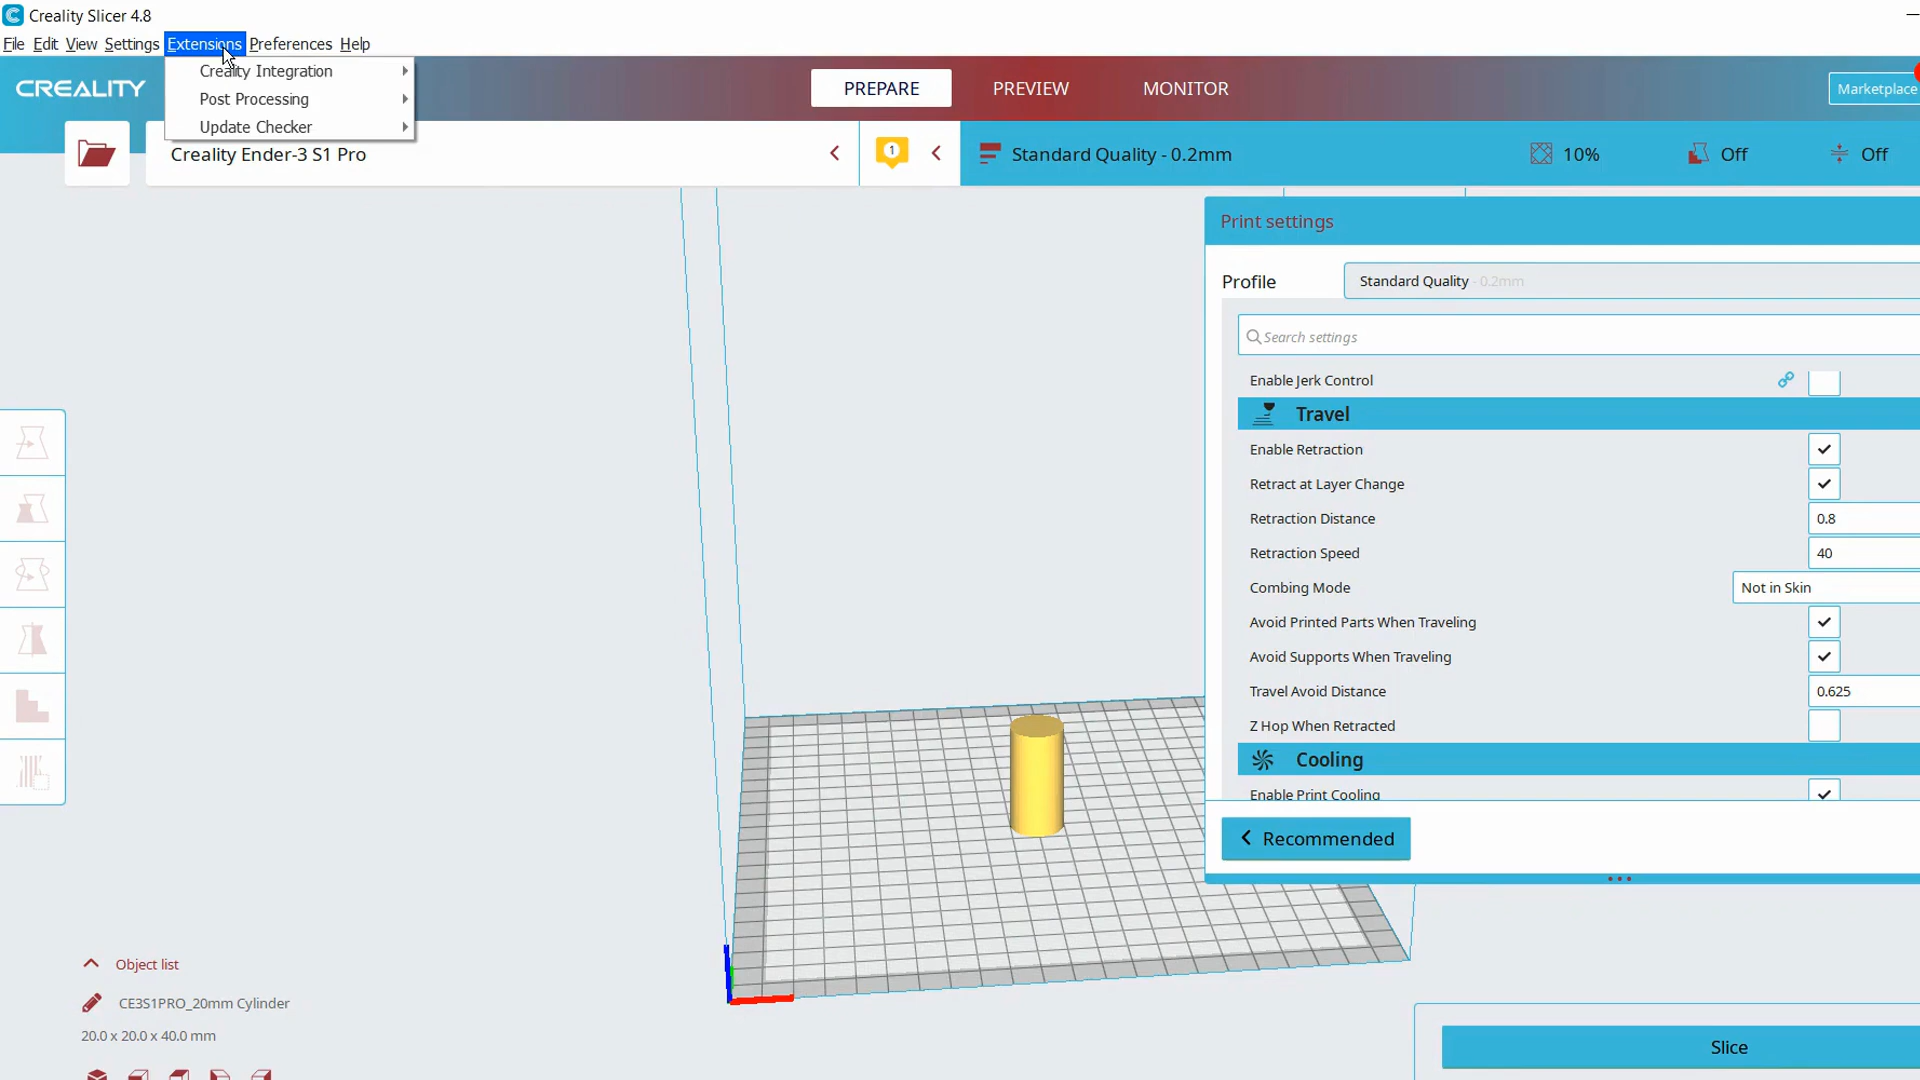 Creality Slicer 4.8
File Edit View Settings Extensions Preferences Help
Creality Integration
Post Processing
Update Checker
CREALITY
PREPARE
PREVIEW
MONITOR
Marketplace
Creality Ender-3 S1 Pro
1
Standard Quality - 0.2mm
10%
Off
Off
Print settings
Profile
Standard Quality - 0.2mm
Search settings
Enable Jerk Control
Travel
Enable Retraction
Retract at Layer Change
Retraction Distance 0.8
Retraction Speed 40
Combing Mode Not in Skin
Avoid Printed Parts When Traveling
Avoid Supports When Traveling
Travel Avoid Distance 0.625
Z Hop When Retracted
Cooling
Enable Print Cooling
Recommended
Object list
CE3S1PRO_20mm Cylinder
20.0 x 20.0 x 40.0 mm
Slice